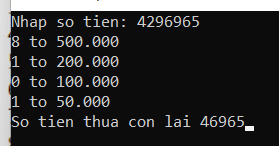 Nhap so tien: 4296965
8 to 500.000
1 to 200.000
0 to 100.000
1 to 50.000
So tien thua con lai 46965